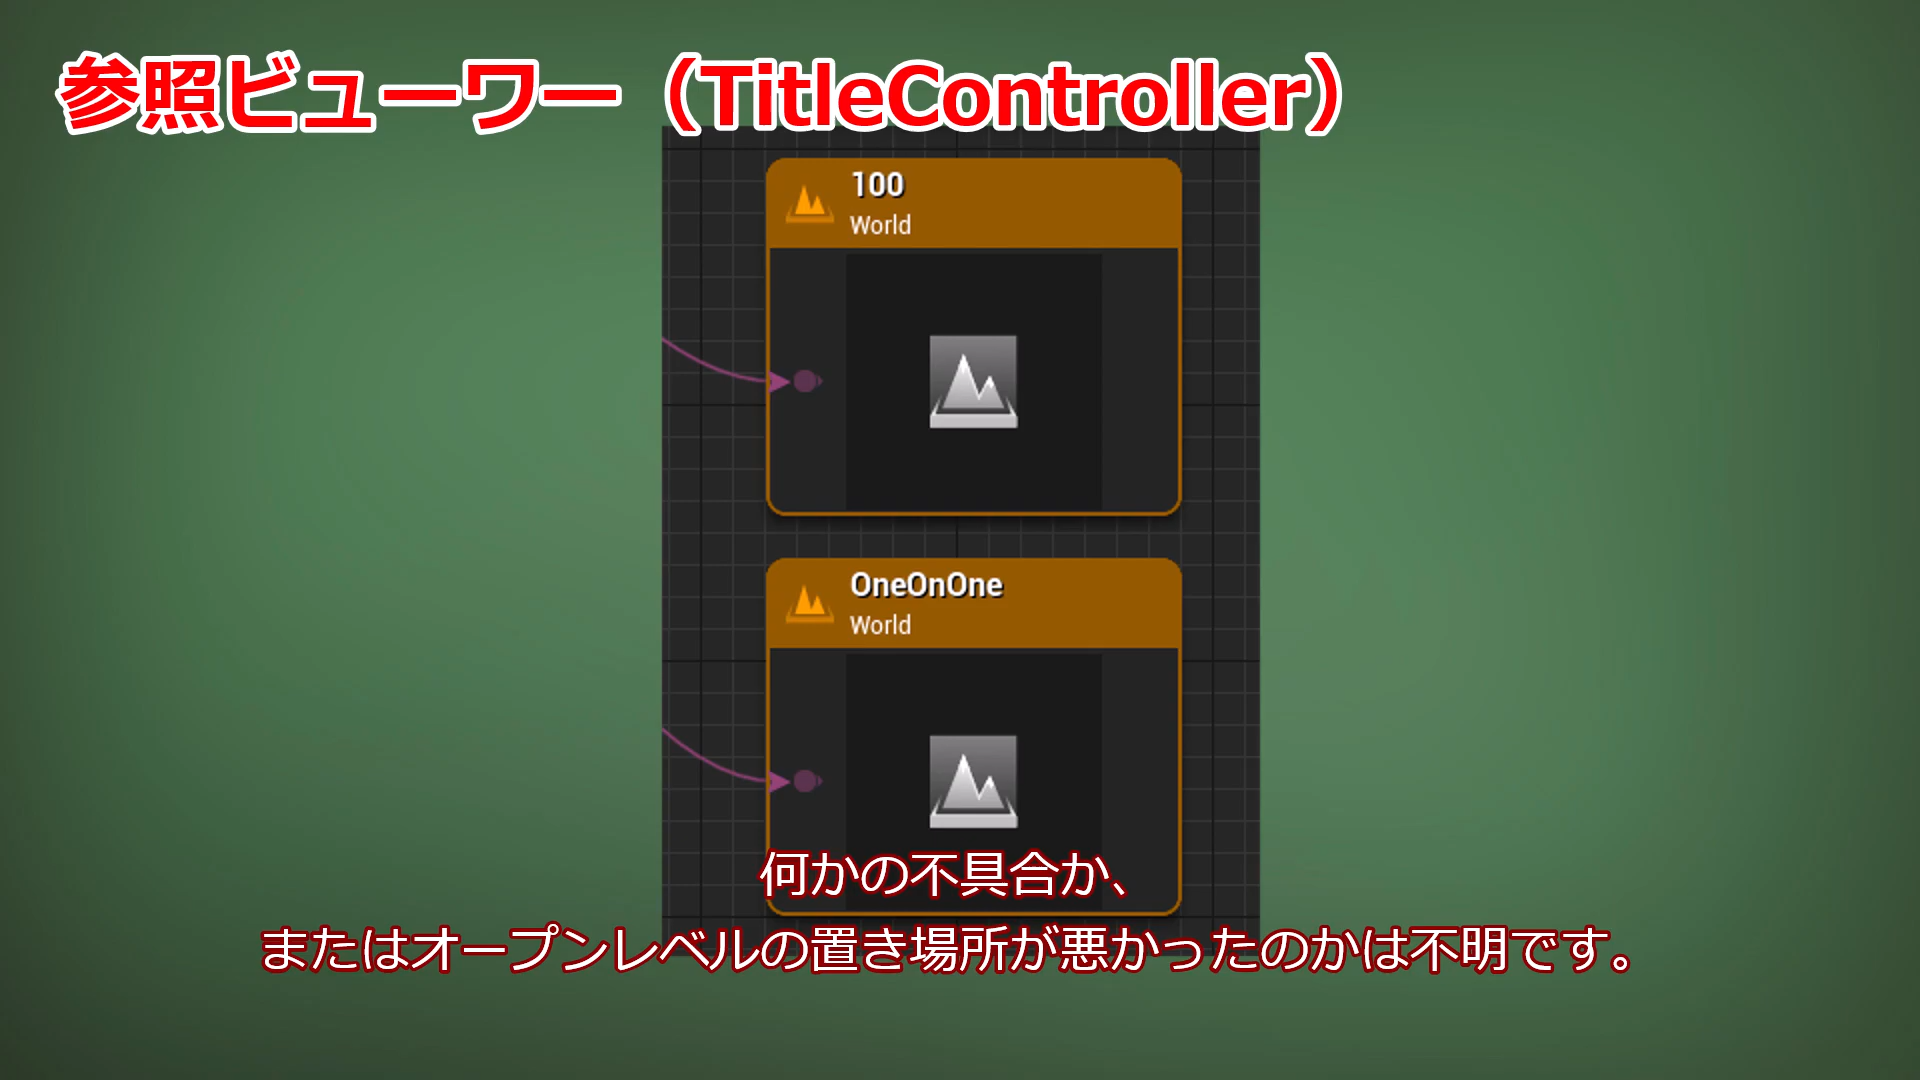 参照ビューワー（TitleController）
100
World
OneOnOne
World
何かの不具合か、
またはオープンレベルの置き場所が悪かったのかは不明です。